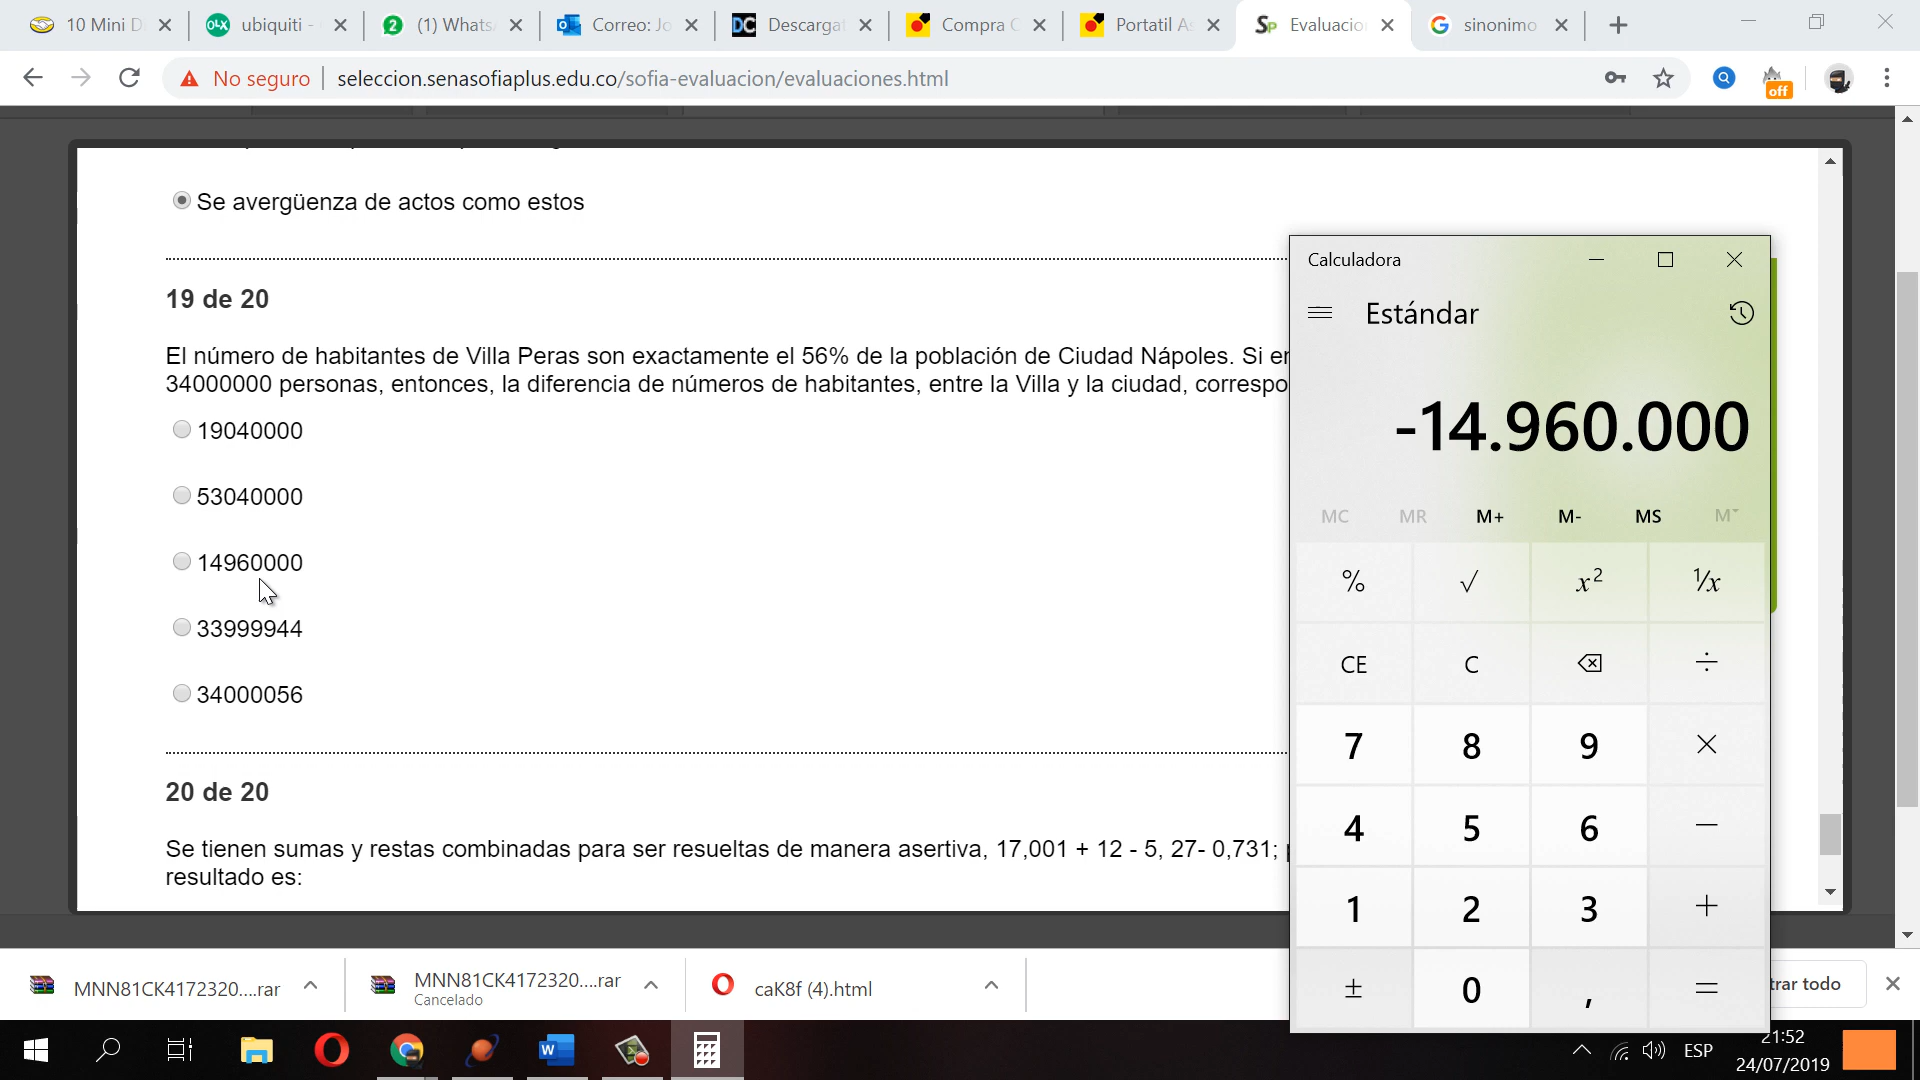 10 Mini D
ubiquiti -
(1) Whats
Correo: Jo
Descargat
Compra C
Portatil As
Evaluacion
sinonimo
No seguro
seleccion.senasofiaplus.edu.co/sofia-evaluacion/evaluaciones.html
off
Se avergüenza de actos como estos
19 de 20
El número de habitantes de Villa Peras son exactamente el 56% de la población de Ciudad Nápoles. Si en
34000000 personas, entonces, la diferencia de números de habitantes, entre la Villa y la ciudad, correspo
19040000
53040000
14960000
33999944
34000056
20 de 20
Se tienen sumas y restas combinadas para ser resueltas de manera asertiva, 17,001 + 12 - 5, 27- 0,731;
resultado es:
Calculadora
Estándar
-14.960.000
MC MR M+ M- MS M˅
% √ x² ¹/x
CE C ⌫ ÷
7 8 9 ×
4 5 6 −
1 2 3 +
± 0 , =
MNN81CK4172320....rar
MNN81CK4172320....rar
Cancelado
caK8f (4).html
trar todo
ESP
21:52
24/07/2019